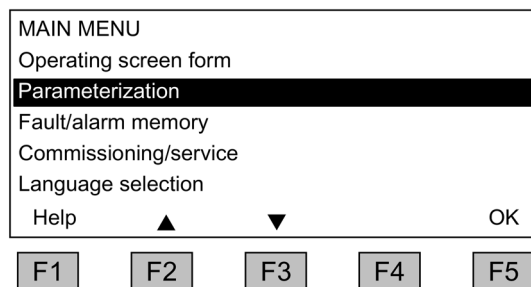 MAIN MENU
Operating screen form
Parameterization
Fault/alarm memory
Commissioning/service
Language selection
Help ▲ ▼ OK
F1 F2 F3 F4 F5